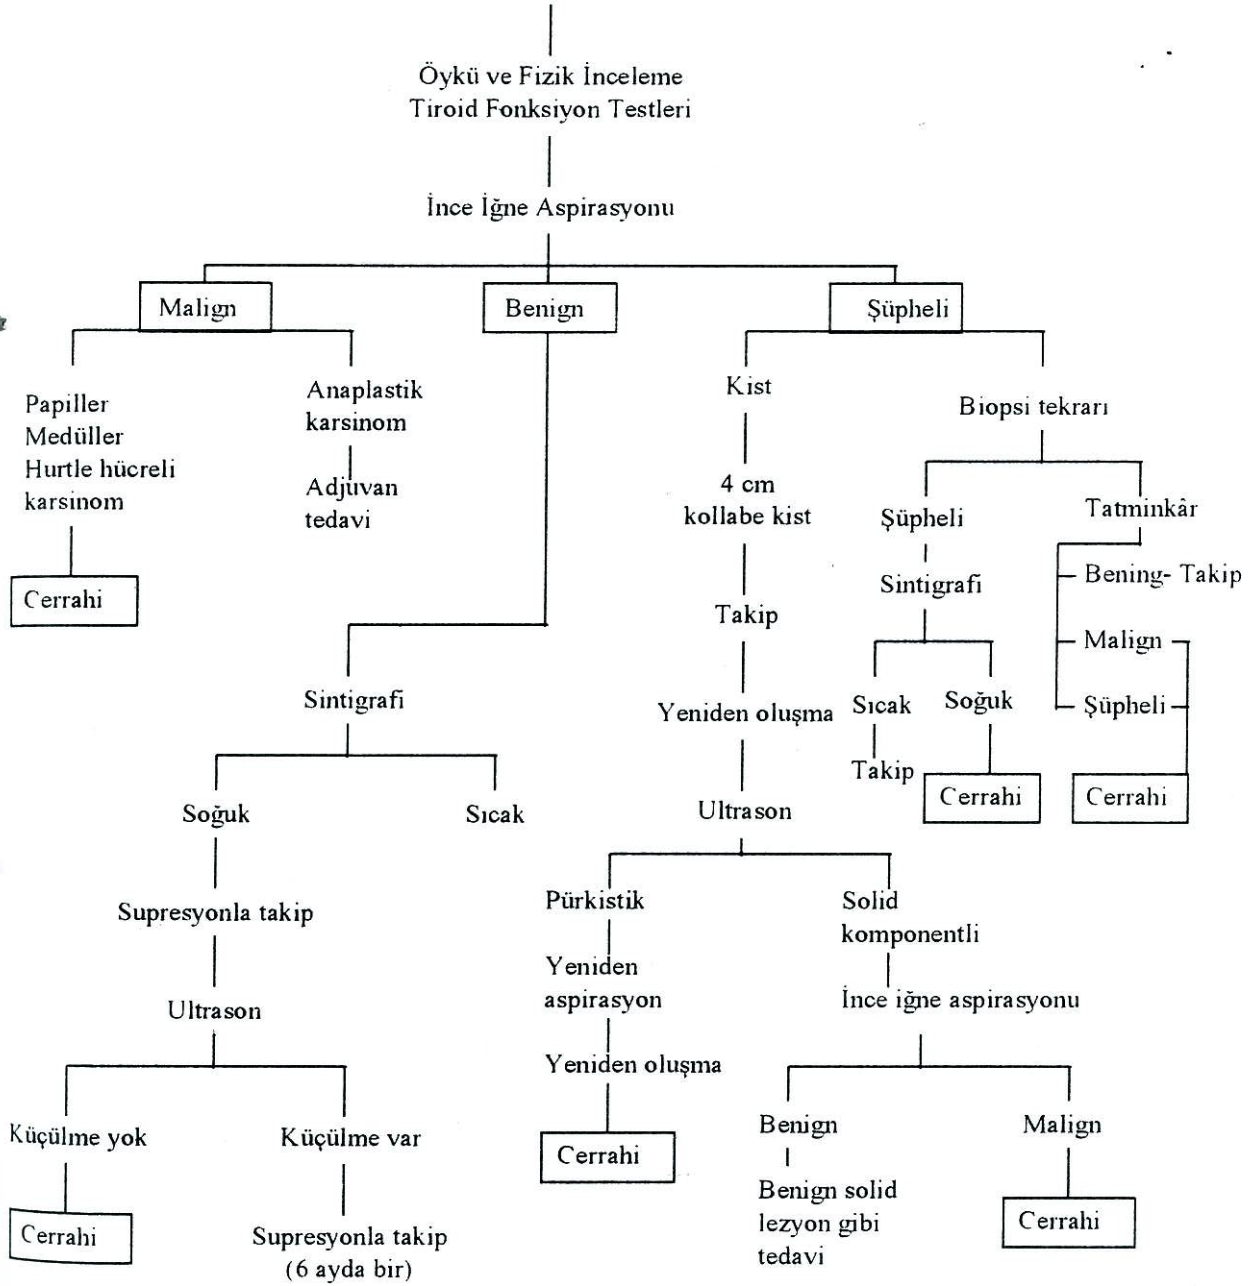 Öykü ve Fizik İnceleme
Tiroid Fonksiyon Testleri
İnce İğne Aspirasyonu
Malign
Benign
Şüpheli
Papiller
Medüller
Hurtle hücreli
karsinom
Cerrahi
Anaplastik
karsinom
Adjuvan
tedavi
Sintigrafi
Soğuk
Sıcak
Supresyonla takip
Ultrason
Küçülme yok
Cerrahi
Küçülme var
Supresyonla takip
(6 ayda bir)
Kist
4 cm
kollabe kist
Takip
Yeniden oluşma
Ultrason
Pürkistik
Yeniden
aspirasyon
Yeniden oluşma
Cerrahi
Solid
komponentli
İnce iğne aspirasyonu
Benign
Benign solid
lezyon gibi
tedavi
Malign
Cerrahi
Biopsi tekrarı
Şüpheli
Sintigrafi
Sıcak
Takip
Soğuk
Cerrahi
Tatminkâr
Bening- Takip
Malign
Şüpheli
Cerrahi